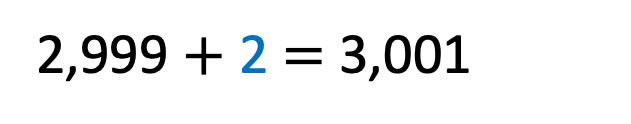 2,999 + 2 = 3,001